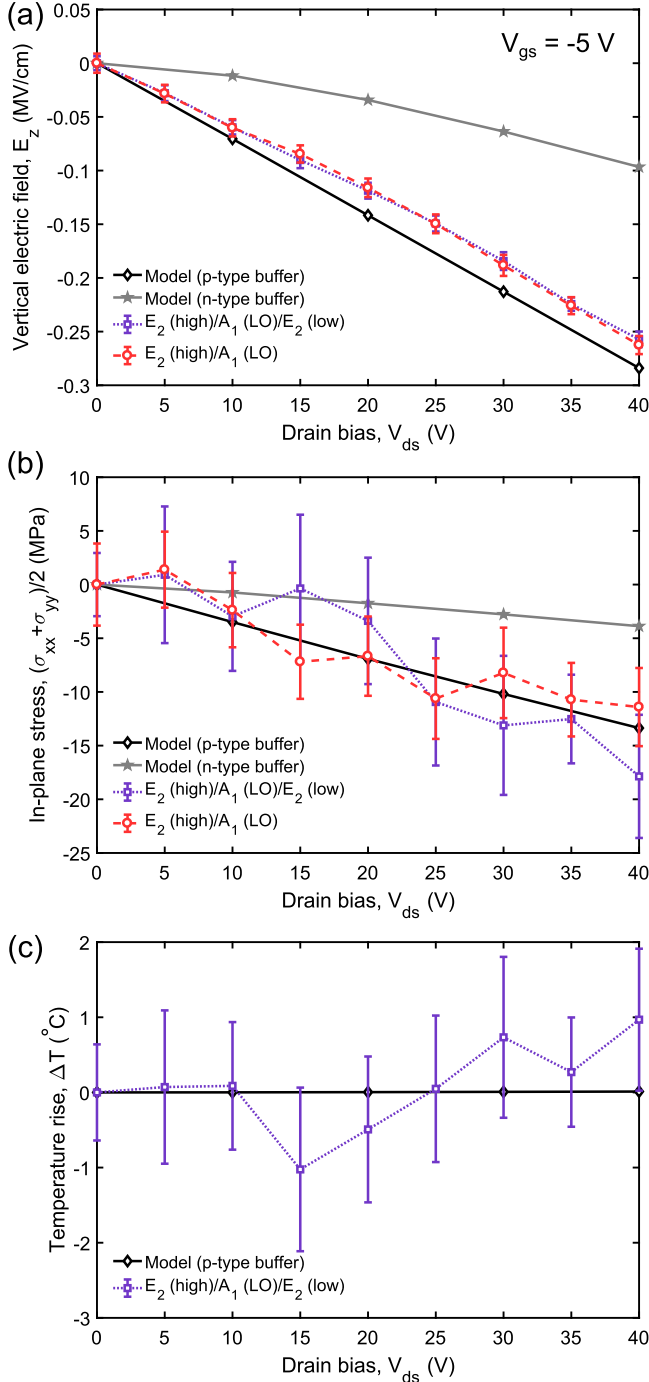 (a)
V_gs = -5 V
0.05
0
-0.05
-0.1
-0.15
-0.2
-0.25
-0.3
Vertical electric field, E_z (MV/cm)
Model (p-type buffer)
Model (n-type buffer)
E_2 (high)/A_1 (LO)/E_2 (low)
E_2 (high)/A_1 (LO)
0 5 10 15 20 25 30 35 40
Drain bias, V_ds (V)
(b)
10
5
0
-5
-10
-15
-20
-25
In-plane stress, (σ_xx+σ_yy)/2 (MPa)
Model (p-type buffer)
Model (n-type buffer)
E_2 (high)/A_1 (LO)/E_2 (low)
E_2 (high)/A_1 (LO)
0 5 10 15 20 25 30 35 40
Drain bias, V_ds (V)
(c)
2
1
0
-1
-2
-3
Temperature rise, ΔT (°C)
Model (p-type buffer)
E_2 (high)/A_1 (LO)/E_2 (low)
0 5 10 15 20 25 30 35 40
Drain bias, V_ds (V)